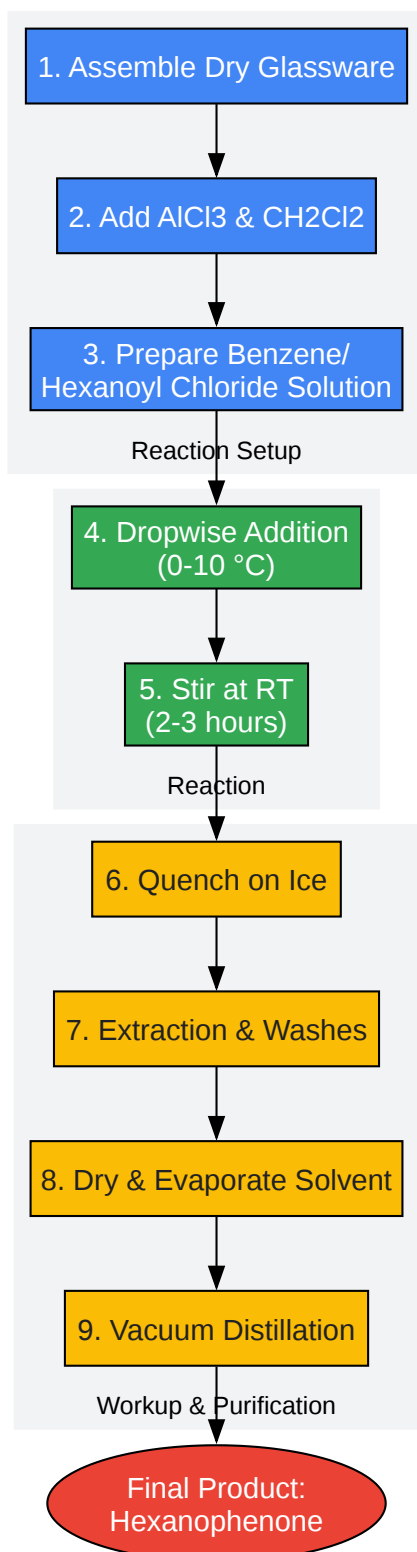 1. Assemble Dry Glassware
2. Add AlCl3 & CH2Cl2
3. Prepare Benzene/
Hexanoyl Chloride Solution
Reaction Setup
4. Dropwise Addition
(0-10 °C)
5. Stir at RT
(2-3 hours)
Reaction
6. Quench on Ice
7. Extraction & Washes
8. Dry & Evaporate Solvent
9. Vacuum Distillation
Workup & Purification
Final Product:
Hexanophenone